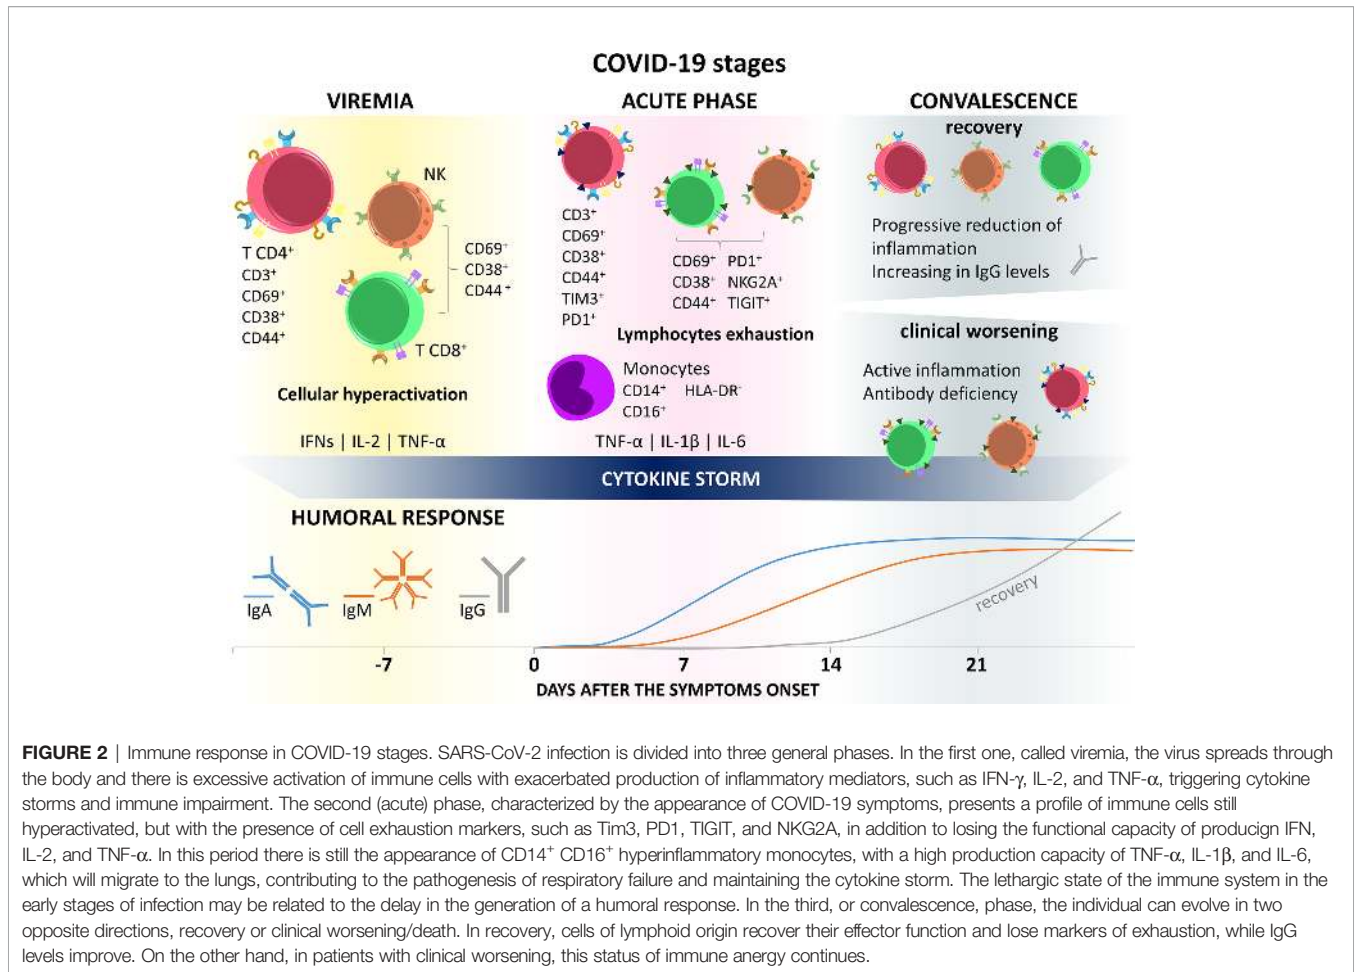 COVID-19 stages
VIREMIA
ACUTE PHASE
CONVALESCENCE
NK
T CD4⁺
CD3⁺
CD69⁺
CD38⁺
CD44⁺
CD69⁺
CD38⁺
CD44⁺
T CD8⁺
Cellular hyperactivation
IFNs | IL-2 | TNF-α
CD3⁺
CD69⁺
CD38⁺
CD44⁺
TIM3⁺
PD1⁺
CD69⁺ PD1⁺
CD38⁺ NKG2A⁺
CD44⁺ TIGIT⁺
Lymphocytes exhaustion
Monocytes
CD14⁺ HLA-DR⁻
CD16⁺
TNF-α | IL-1β | IL-6
recovery
Progressive reduction of
inflammation
Increasing in IgG levels
clinical worsening
Active inflammation
Antibody deficiency
CYTOKINE STORM
HUMORAL RESPONSE
IgA
IgM
IgG
recovery
-7 0 7 14 21
DAYS AFTER THE SYMPTOMS ONSET
FIGURE 2 | Immune response in COVID-19 stages. SARS-CoV-2 infection is divided into three general phases. In the first one, called viremia, the virus spreads through
the body and there is excessive activation of immune cells with exacerbated production of inflammatory mediators, such as IFN-γ, IL-2, and TNF-α, triggering cytokine
storms and immune impairment. The second (acute) phase, characterized by the appearance of COVID-19 symptoms, presents a profile of immune cells still
hyperactivated, but with the presence of cell exhaustion markers, such as Tim3, PD1, TIGIT, and NKG2A, in addition to losing the functional capacity of producign IFN,
IL-2, and TNF-α. In this period there is still the appearance of CD14⁺ CD16⁺ hyperinflammatory monocytes, with a high production capacity of TNF-α, IL-1β, and IL-6,
which will migrate to the lungs, contributing to the pathogenesis of respiratory failure and maintaining the cytokine storm. The lethargic state of the immune system in the
early stages of infection may be related to the delay in the generation of a humoral response. In the third, or convalescence, phase, the individual can evolve in two
opposite directions, recovery or clinical worsening/death. In recovery, cells of lymphoid origin recover their effector function and lose markers of exhaustion, while IgG
levels improve. On the other hand, in patients with clinical worsening, this status of immune anergy continues.